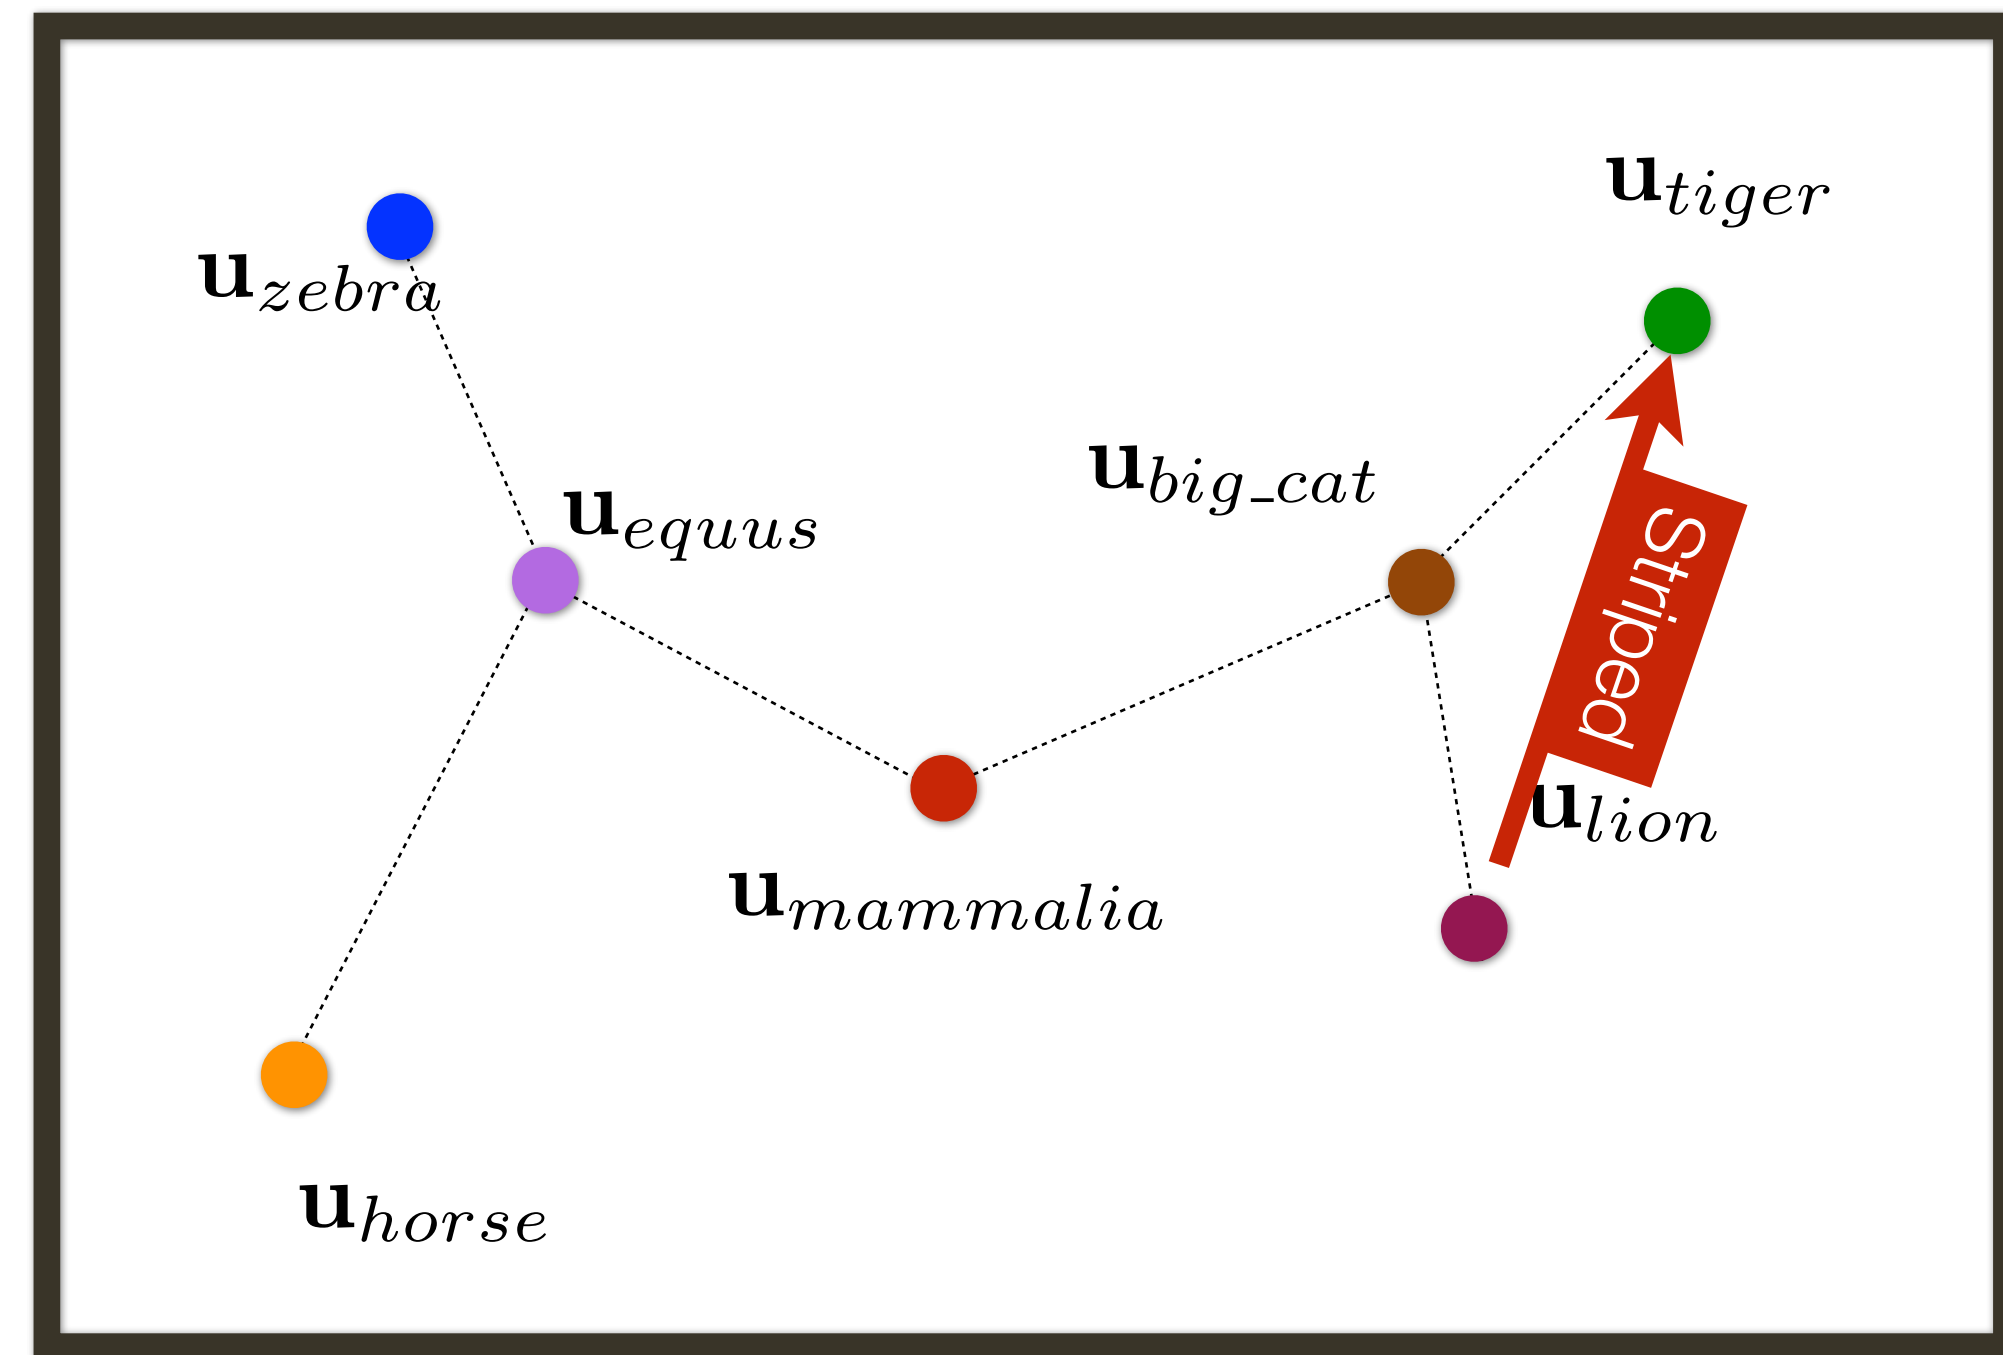 u_tiger
u_zebra
u_big_cat
u_equus
Striped
u_lion
u_mammalia
u_horse